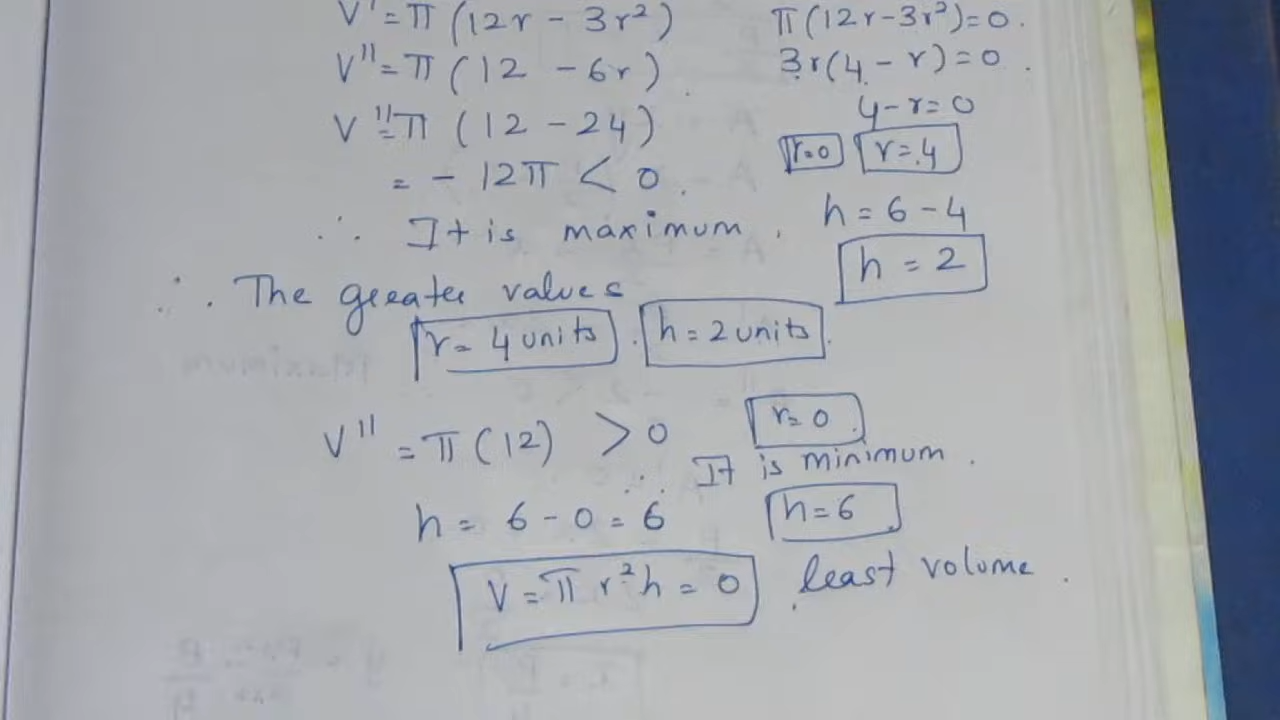 V' = π (12r - 3r²)
π(12r-3r²)=0.
V'' = π (12 - 6r).
3r(4 - r)=0.
4-r=0
V'' = π (12 - 24)
r=0 r=4
= - 12π < 0.
h = 6 - 4
∴ It is maximum.
h = 2
∴ The greater values
r = 4 units. h = 2 units.
V'' = π (12) > 0
r=0.
∴ It is minimum.
h = 6 - 0 = 6
h=6
V = π r²h = 0
least volume.